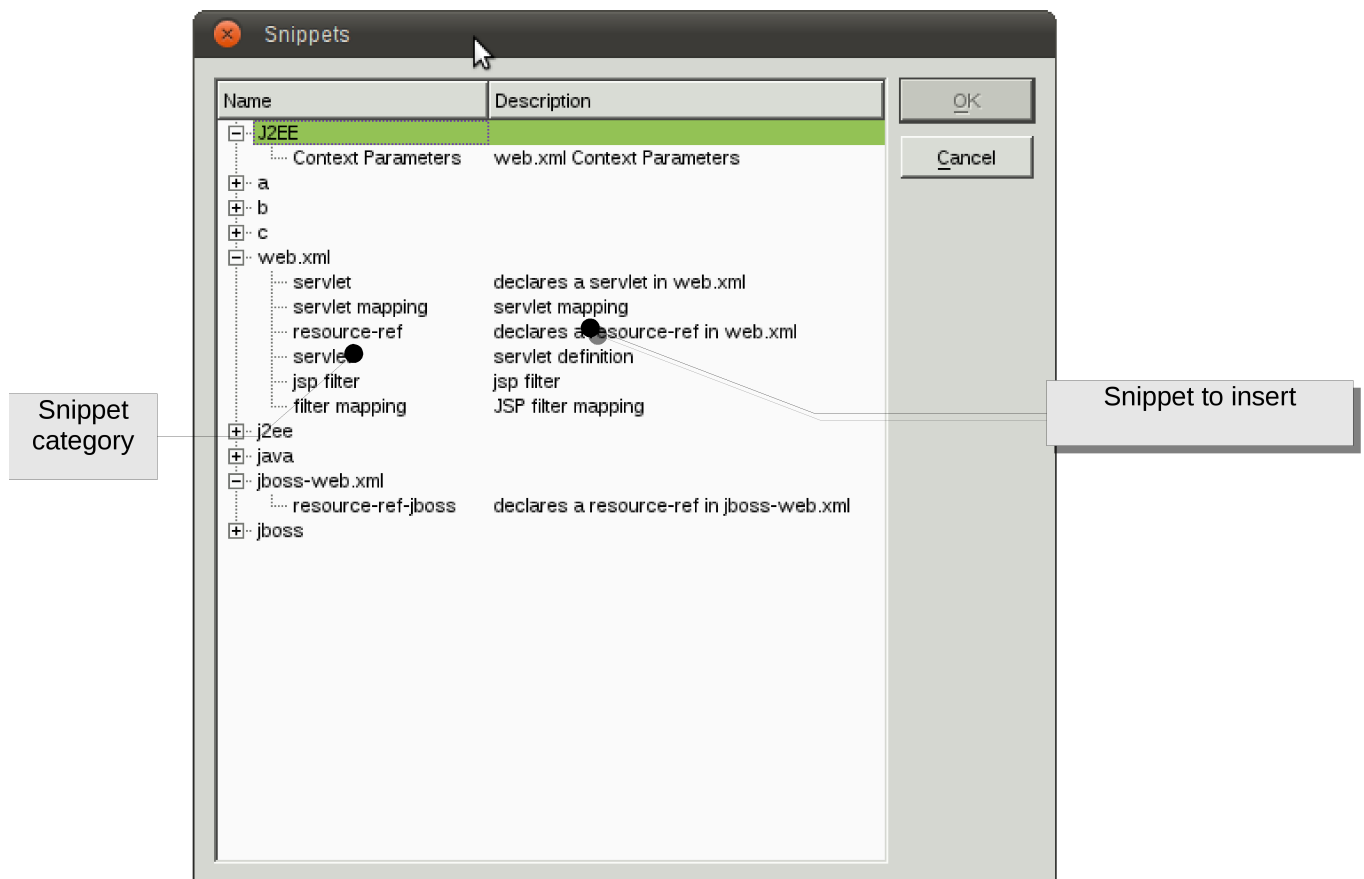 Snippets
Name Description
OK
J2EE
Cancel
Context Parameters web.xml Context Parameters
a
b
c
web.xml
servlet declares a servlet in web.xml
servlet mapping servlet mapping
resource-ref declares a resource-ref in web.xml
servlet servlet definition
jsp filter jsp filter
filter mapping JSP filter mapping
j2ee
java
jboss-web.xml
resource-ref-jboss declares a resource-ref in jboss-web.xml
jboss
Snippet
category
Snippet to insert